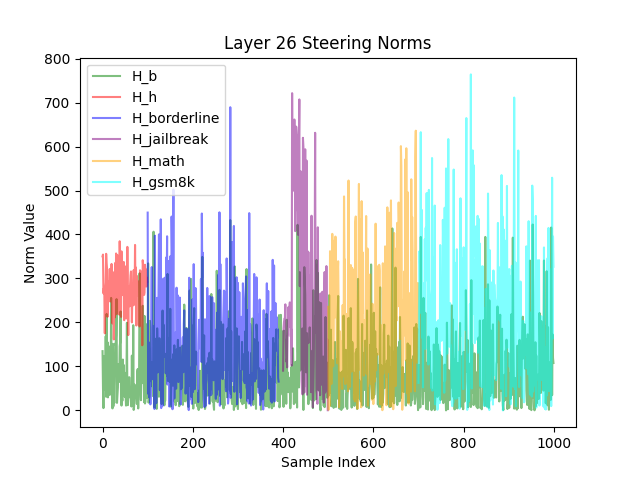 Layer 26 Steering Norms
H_b
H_h
H_borderline
H_jailbreak
H_math
H_gsm8k
Norm Value
800
700
600
500
400
300
200
100
0
0 200 400 600 800 1000
Sample Index